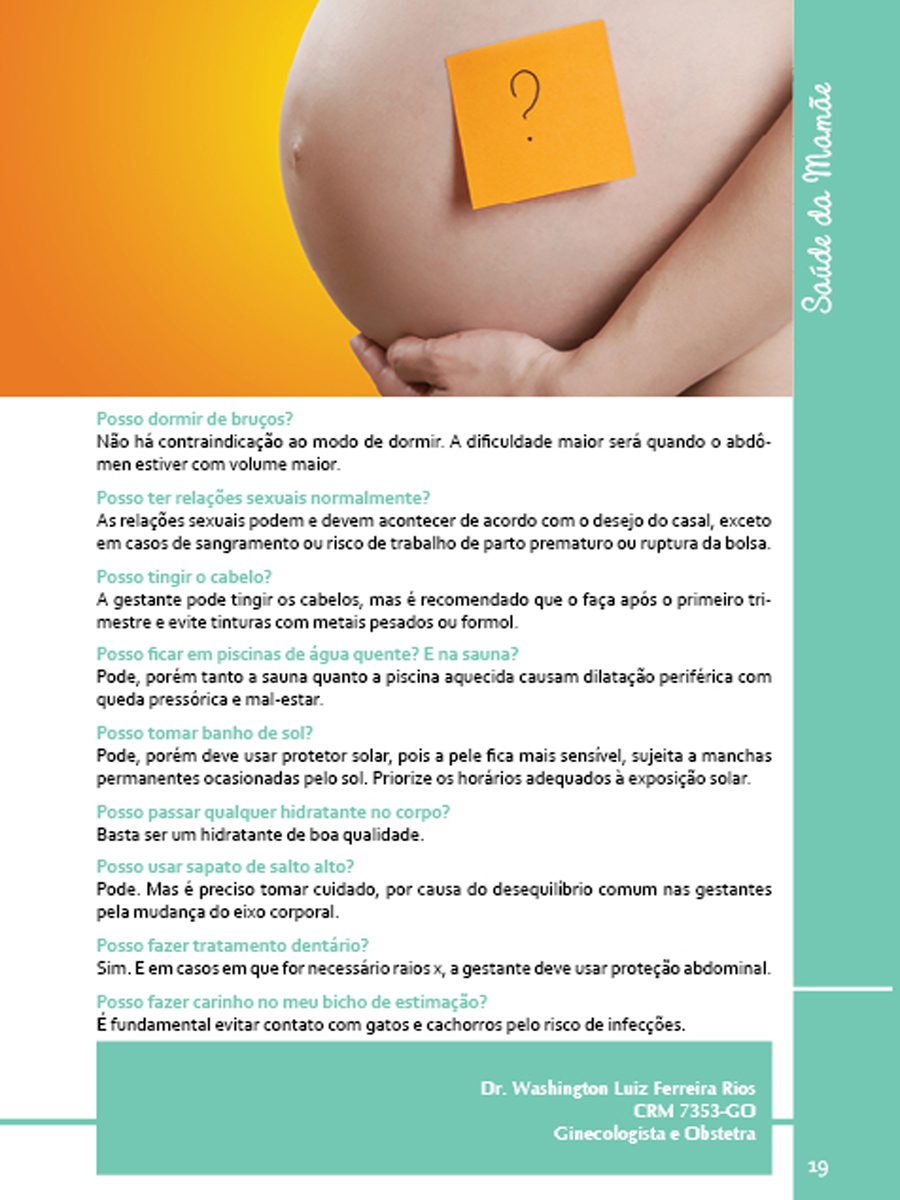 ?
Saúde da Mamãe
Posso dormir de bruços?
Não há contraindicação ao modo de dormir. A dificuldade maior será quando o abdô-
men estiver com volume maior.
Posso ter relações sexuais normalmente?
As relações sexuais podem e devem acontecer de acordo com o desejo do casal, exceto
em casos de sangramento ou risco de trabalho de parto prematuro ou ruptura da bolsa.
Posso tingir o cabelo?
A gestante pode tingir os cabelos, mas é recomendado que o faça após o primeiro tri-
mestre e evite tinturas com metais pesados ou formol.
Posso ficar em piscinas de água quente? E na sauna?
Pode, porém tanto a sauna quanto a piscina aquecida causam dilatação periférica com
queda pressórica e mal-estar.
Posso tomar banho de sol?
Pode, porém deve usar protetor solar, pois a pele fica mais sensível, sujeita a manchas
permanentes ocasionadas pelo sol. Priorize os horários adequados à exposição solar.
Posso passar qualquer hidratante no corpo?
Basta ser um hidratante de boa qualidade.
Posso usar sapato de salto alto?
Pode. Mas é preciso tomar cuidado, por causa do desequilíbrio comum nas gestantes
pela mudança do eixo corporal.
Posso fazer tratamento dentário?
Sim. E em casos em que for necessário raios x, a gestante deve usar proteção abdominal.
Posso fazer carinho no meu bicho de estimação?
É fundamental evitar contato com gatos e cachorros pelo risco de infecções.
Dr. Washington Luiz Ferreira Rios
CRM 7353-GO
Ginecologista e Obstetra
19